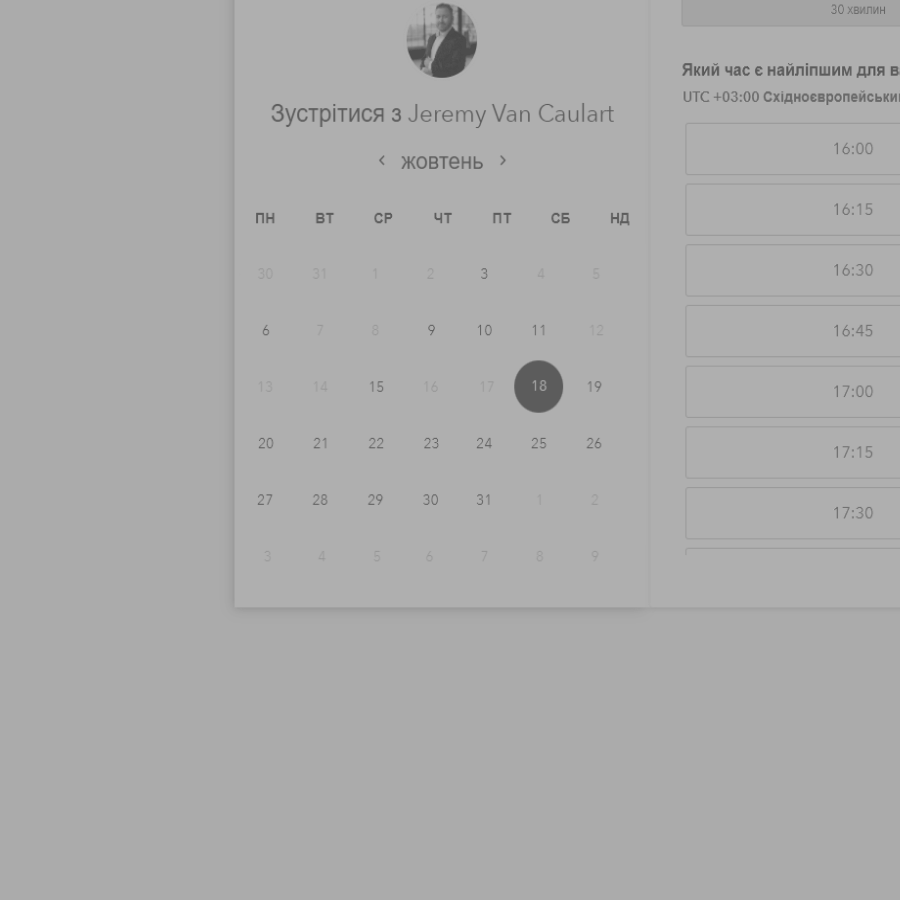 Зустрітися з Jeremy Van Caulart
‹ жовтень ›
ПН ВТ СР ЧТ ПТ СБ НД
30 31 1 2 3 4 5
6 7 8 9 10 11 12
13 14 15 16 17 18 19
20 21 22 23 24 25 26
27 28 29 30 31 1 2
3 4 5 6 7 8 9
30 хвилин
Який час є найліпшим для
UTC +03:00
16:00
16:15
16:30
16:45
17:00
17:15
17:30